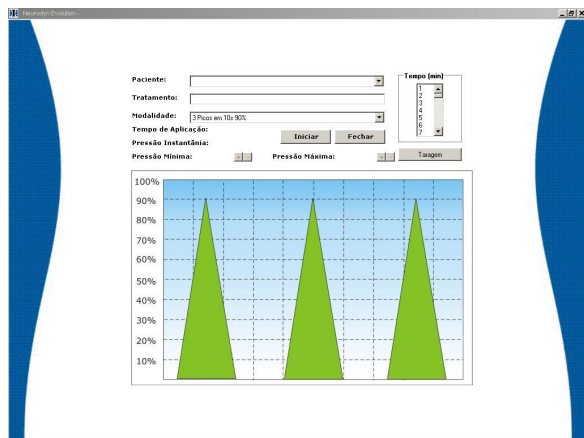 Neurodyn Evolution -
Paciente:
Tempo (min)
1
2
3
4
5
6
7
Tratamento:
Modalidade: 3 Picos em 10s 90%
Tempo de Aplicação:
Iniciar Fechar
Pressão Instantânia:
Pressão Mínima: + - Pressão Máxima: + - Taragem
100%
90%
80%
70%
60%
50%
40%
30%
20%
10%